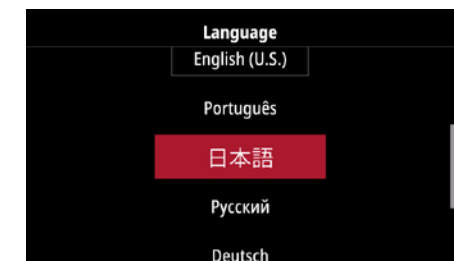 Language
English (U.S.)
Português
日本語
Русский
Deutsch